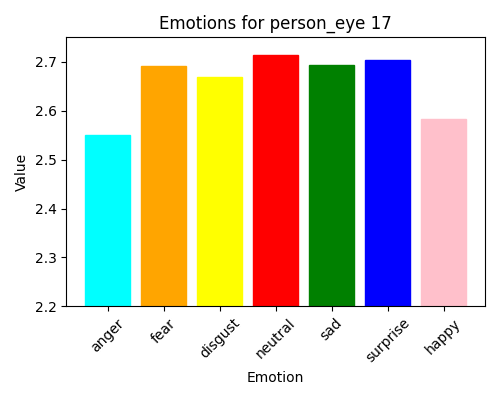 Emotions for person_eye 17
Value
2.7
2.6
2.5
2.4
2.3
2.2
anger
fear
disgust
neutral
sad
surprise
happy
Emotion